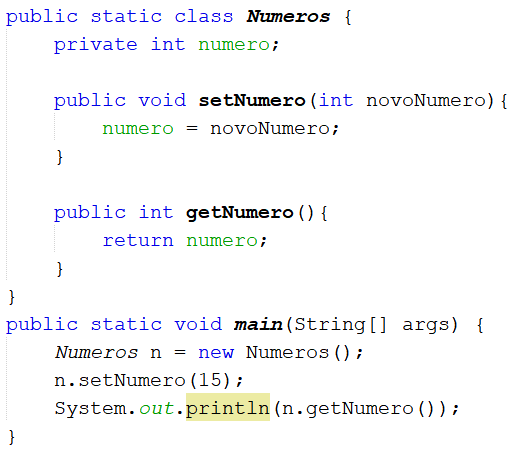 public static class Numeros {
    private int numero;

    public void setNumero(int novoNumero){
        numero = novoNumero;
    }

    public int getNumero(){
        return numero;
    }
}
public static void main(String[] args) {
    Numeros n = new Numeros();
    n.setNumero(15);
    System.out.println(n.getNumero());
}